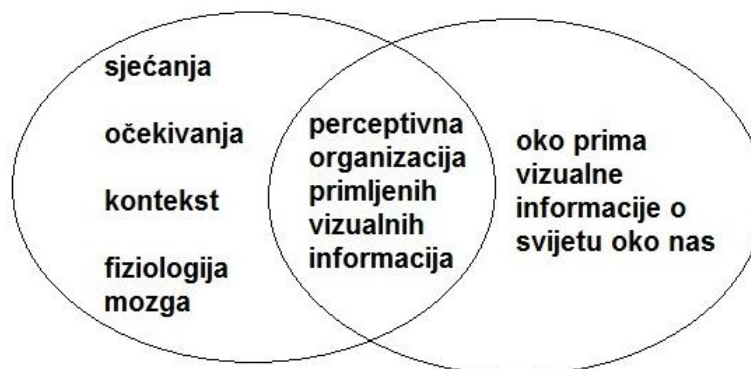 sjećanja
očekivanja
kontekst
fiziologija
mozga
perceptivna
organizacija
primljenih
vizualnih
informacija
oko prima
vizualne
informacije o
svijetu oko nas